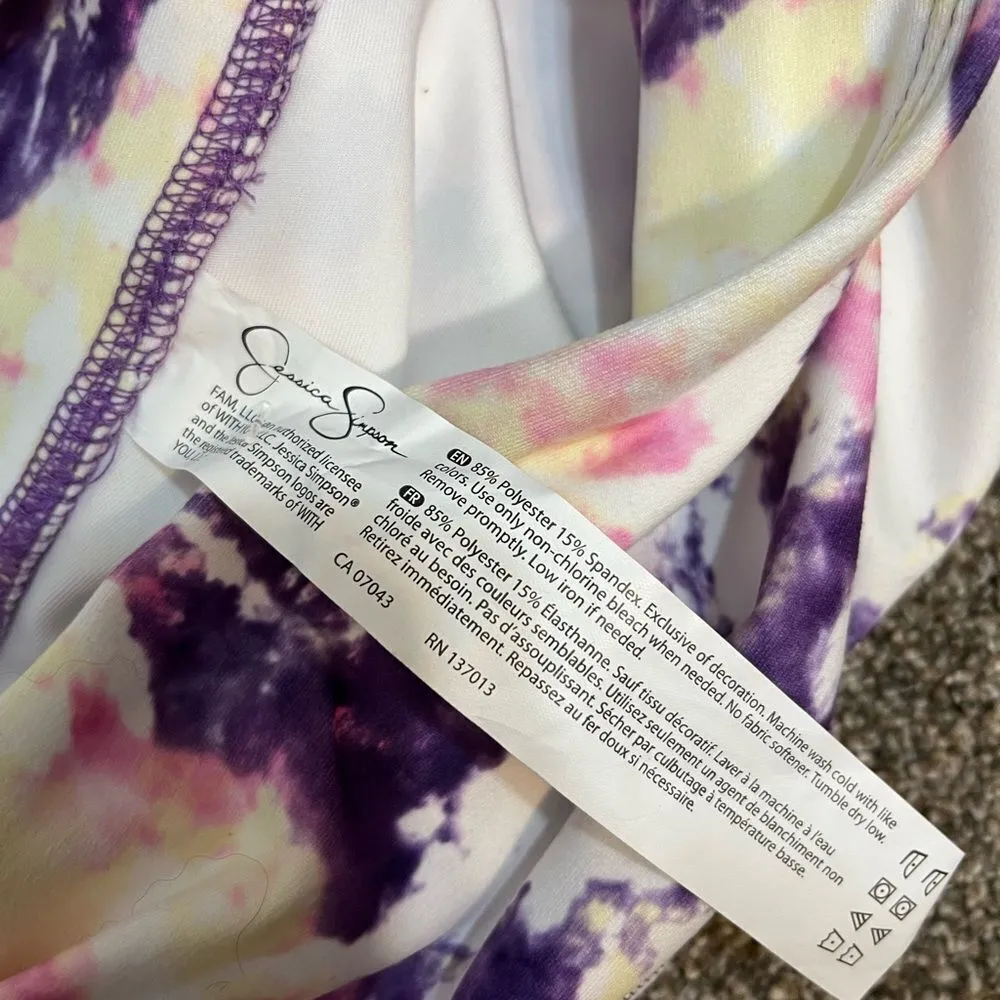 Jessica Simpson
FAM, LLC an authorized licensee
of WITH LLC. Jessica Simpson®
and the Jessica Simpson logos are
the registered trademarks of WITH
YOU
EN 85% Polyester 15% Spandex. Exclusive of decoration. Machine wash cold with like
colors. Use only non-chlorine bleach when needed. No fabric softener. Tumble dry low.
Remove promptly. Low iron if needed.
FR 85% Polyester 15% Élasthanne. Sauf tissu décoratif. Laver à la machine à l'eau
froide avec des couleurs semblables. Utilisez seulement un agent de blanchiment non
chloré au besoin. Pas d'assouplissant. Sécher par culbutage à température basse.
Retirez immédiatement. Repassez au fer doux si nécessaire.
CA 07043
RN 137013